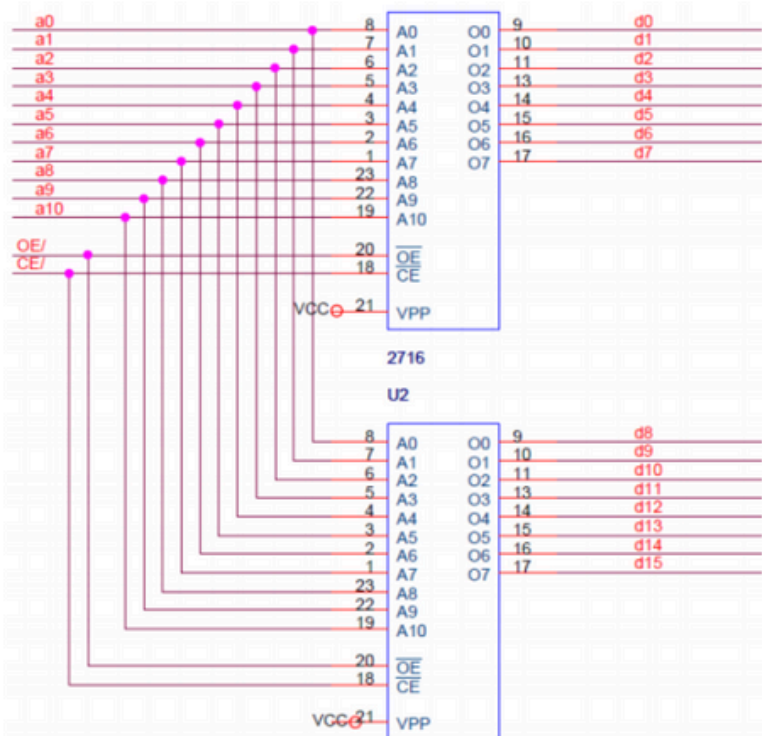 a0 8 A0 O0 9 d0
a1 7 A1 O1 10 d1
a2 6 A2 O2 11 d2
a3 5 A3 O3 13 d3
a4 4 A4 O4 14 d4
a5 3 A5 O5 15 d5
a6 2 A6 O6 16 d6
a7 1 A7 O7 17 d7
a8 23 A8
a9 22 A9
a10 19 A10
OE/ 20 OE
CE/ 18 CE
VCC 21 VPP
2716
U2
8 A0 O0 9 d8
7 A1 O1 10 d9
6 A2 O2 11 d10
5 A3 O3 13 d11
4 A4 O4 14 d12
3 A5 O5 15 d13
2 A6 O6 16 d14
1 A7 O7 17 d15
23 A8
22 A9
19 A10
20 OE
18 CE
VCC 21 VPP